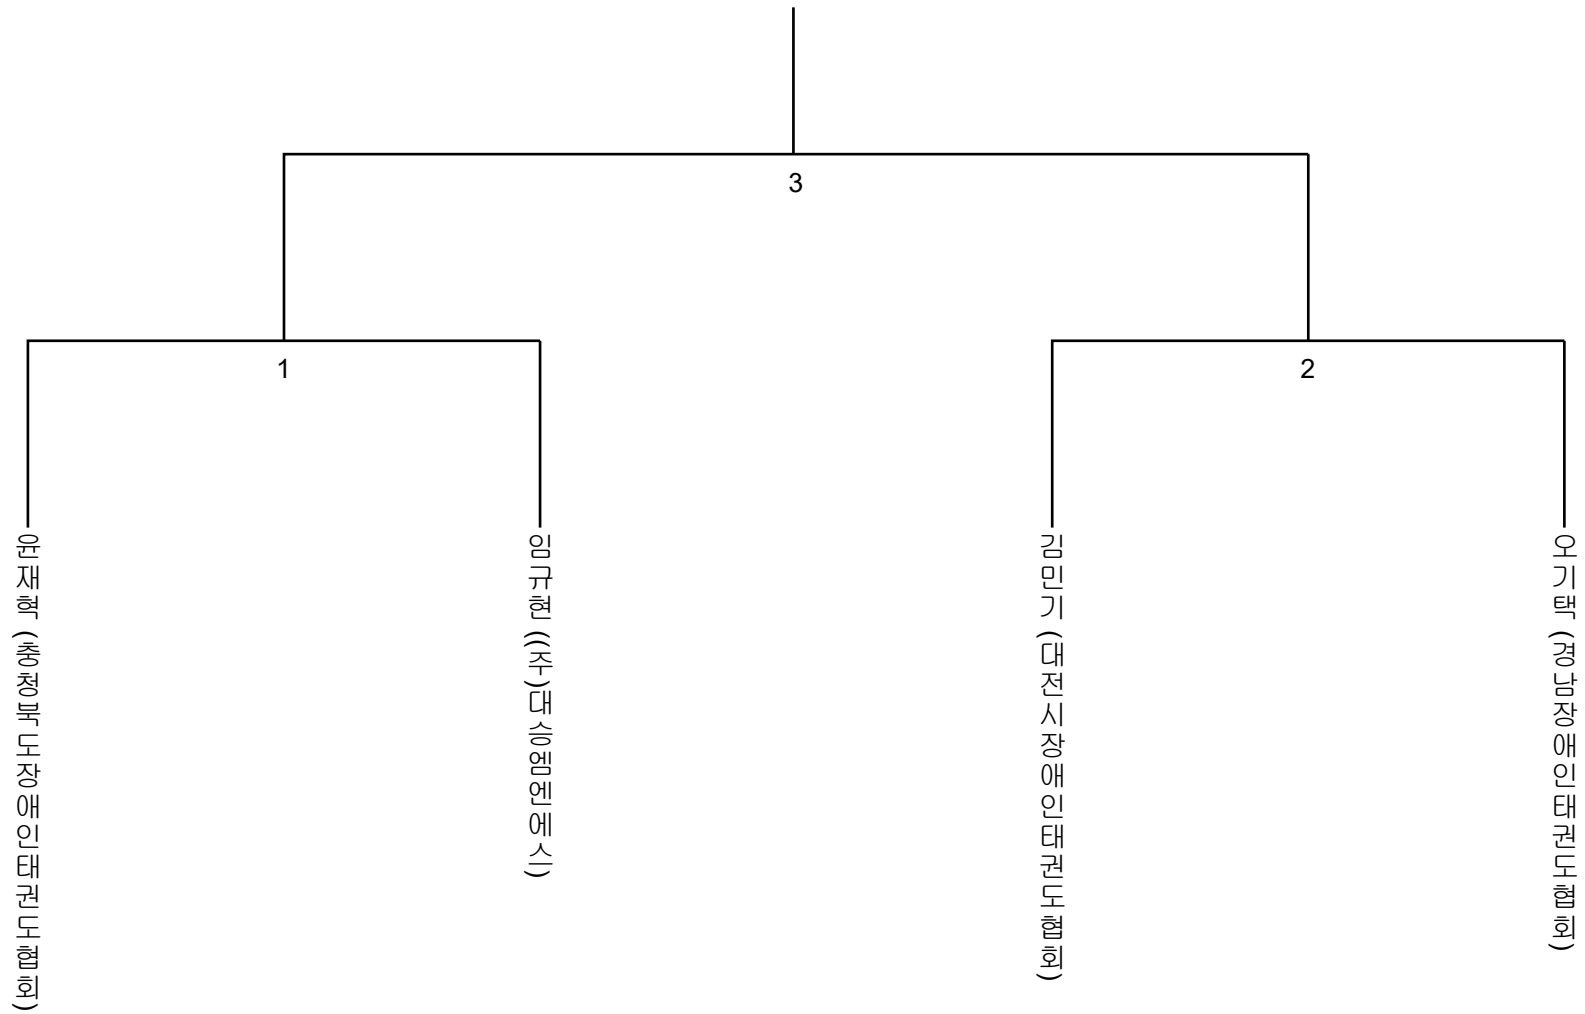 3
1
2
윤재혁 (충청북도장애인태권도협회)
임규현 ((주)대승엠엔에스)
김민기 (대전시장애인태권도협회)
오기택 (경남장애인태권도협회)